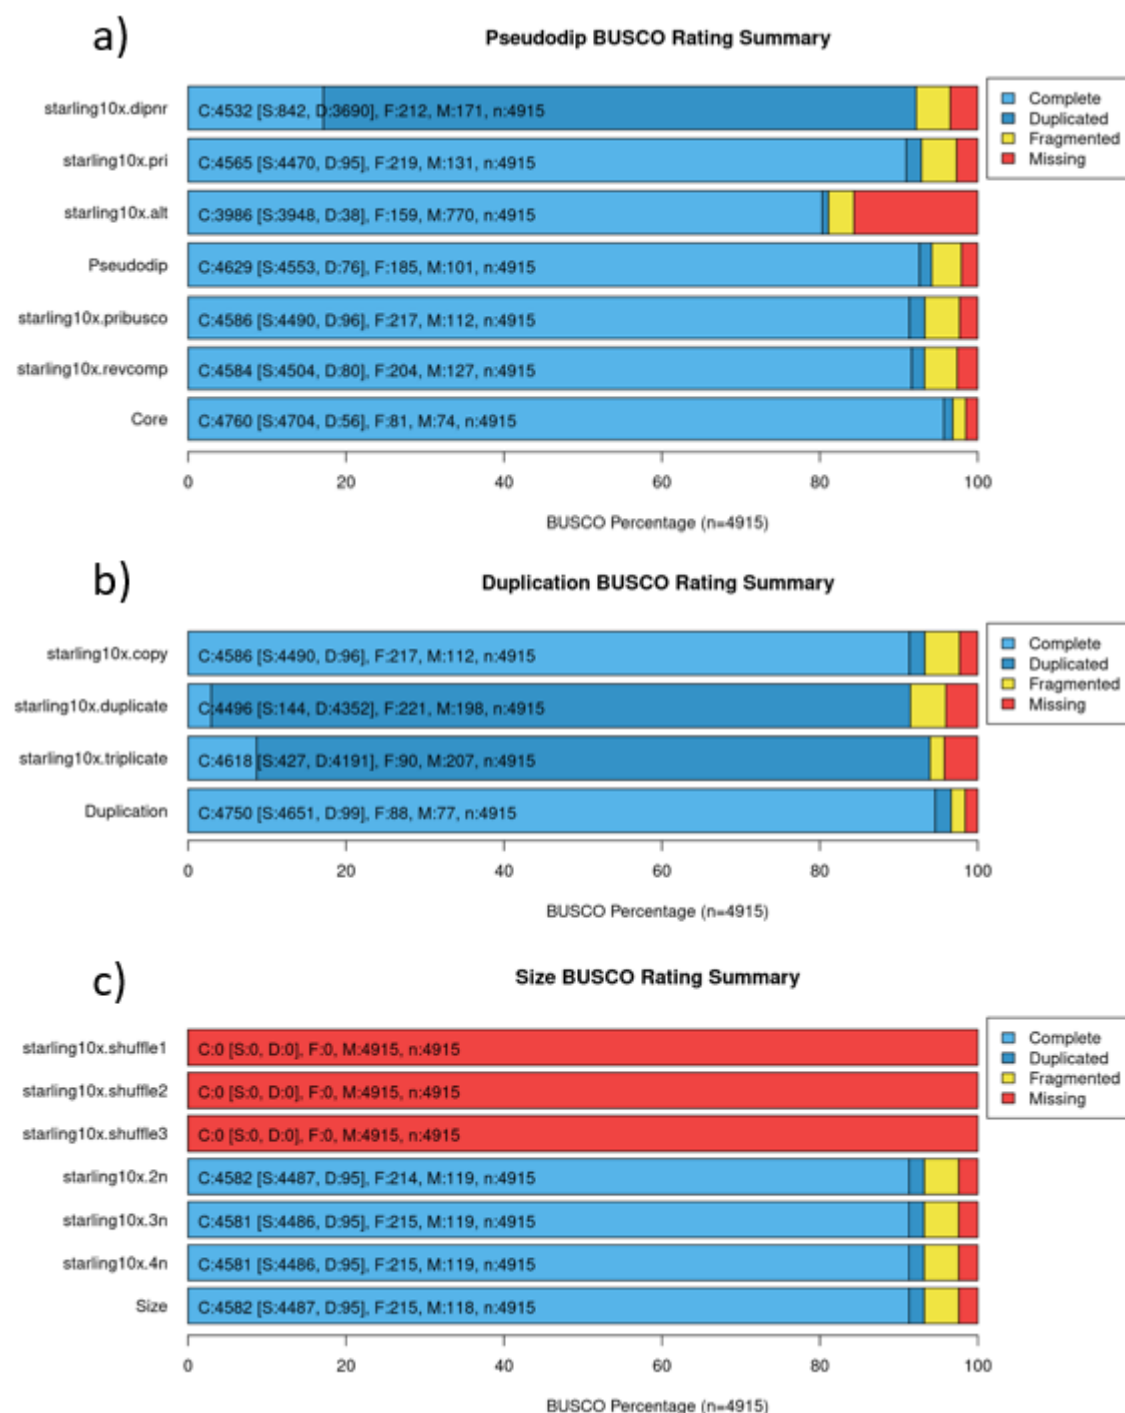 a)
Pseudodip BUSCO Rating Summary
starling10x.dipnr
C:4532 [S:842, D:3690], F:212, M:171, n:4915
starling10x.pri
C:4565 [S:4470, D:95], F:219, M:131, n:4915
starling10x.alt
C:3986 [S:3948, D:38], F:159, M:770, n:4915
Pseudodip
C:4629 [S:4553, D:76], F:185, M:101, n:4915
starling10x.pribusco
C:4586 [S:4490, D:96], F:217, M:112, n:4915
starling10x.revcomp
C:4584 [S:4504, D:80], F:204, M:127, n:4915
Core
C:4760 [S:4704, D:56], F:81, M:74, n:4915
Complete
Duplicated
Fragmented
Missing
0 20 40 60 80 100
BUSCO Percentage (n=4915)
b)
Duplication BUSCO Rating Summary
starling10x.copy
C:4586 [S:4490, D:96], F:217, M:112, n:4915
starling10x.duplicate
C:4496 [S:144, D:4352], F:221, M:198, n:4915
starling10x.triplicate
C:4618 [S:427, D:4191], F:90, M:207, n:4915
Duplication
C:4750 [S:4651, D:99], F:88, M:77, n:4915
Complete
Duplicated
Fragmented
Missing
0 20 40 60 80 100
BUSCO Percentage (n=4915)
c)
Size BUSCO Rating Summary
starling10x.shuffle1
C:0 [S:0, D:0], F:0, M:4915, n:4915
starling10x.shuffle2
C:0 [S:0, D:0], F:0, M:4915, n:4915
starling10x.shuffle3
C:0 [S:0, D:0], F:0, M:4915, n:4915
starling10x.2n
C:4582 [S:4487, D:95], F:214, M:119, n:4915
starling10x.3n
C:4581 [S:4486, D:95], F:215, M:119, n:4915
starling10x.4n
C:4581 [S:4486, D:95], F:215, M:119, n:4915
Size
C:4582 [S:4487, D:95], F:215, M:118, n:4915
Complete
Duplicated
Fragmented
Missing
0 20 40 60 80 100
BUSCO Percentage (n=4915)